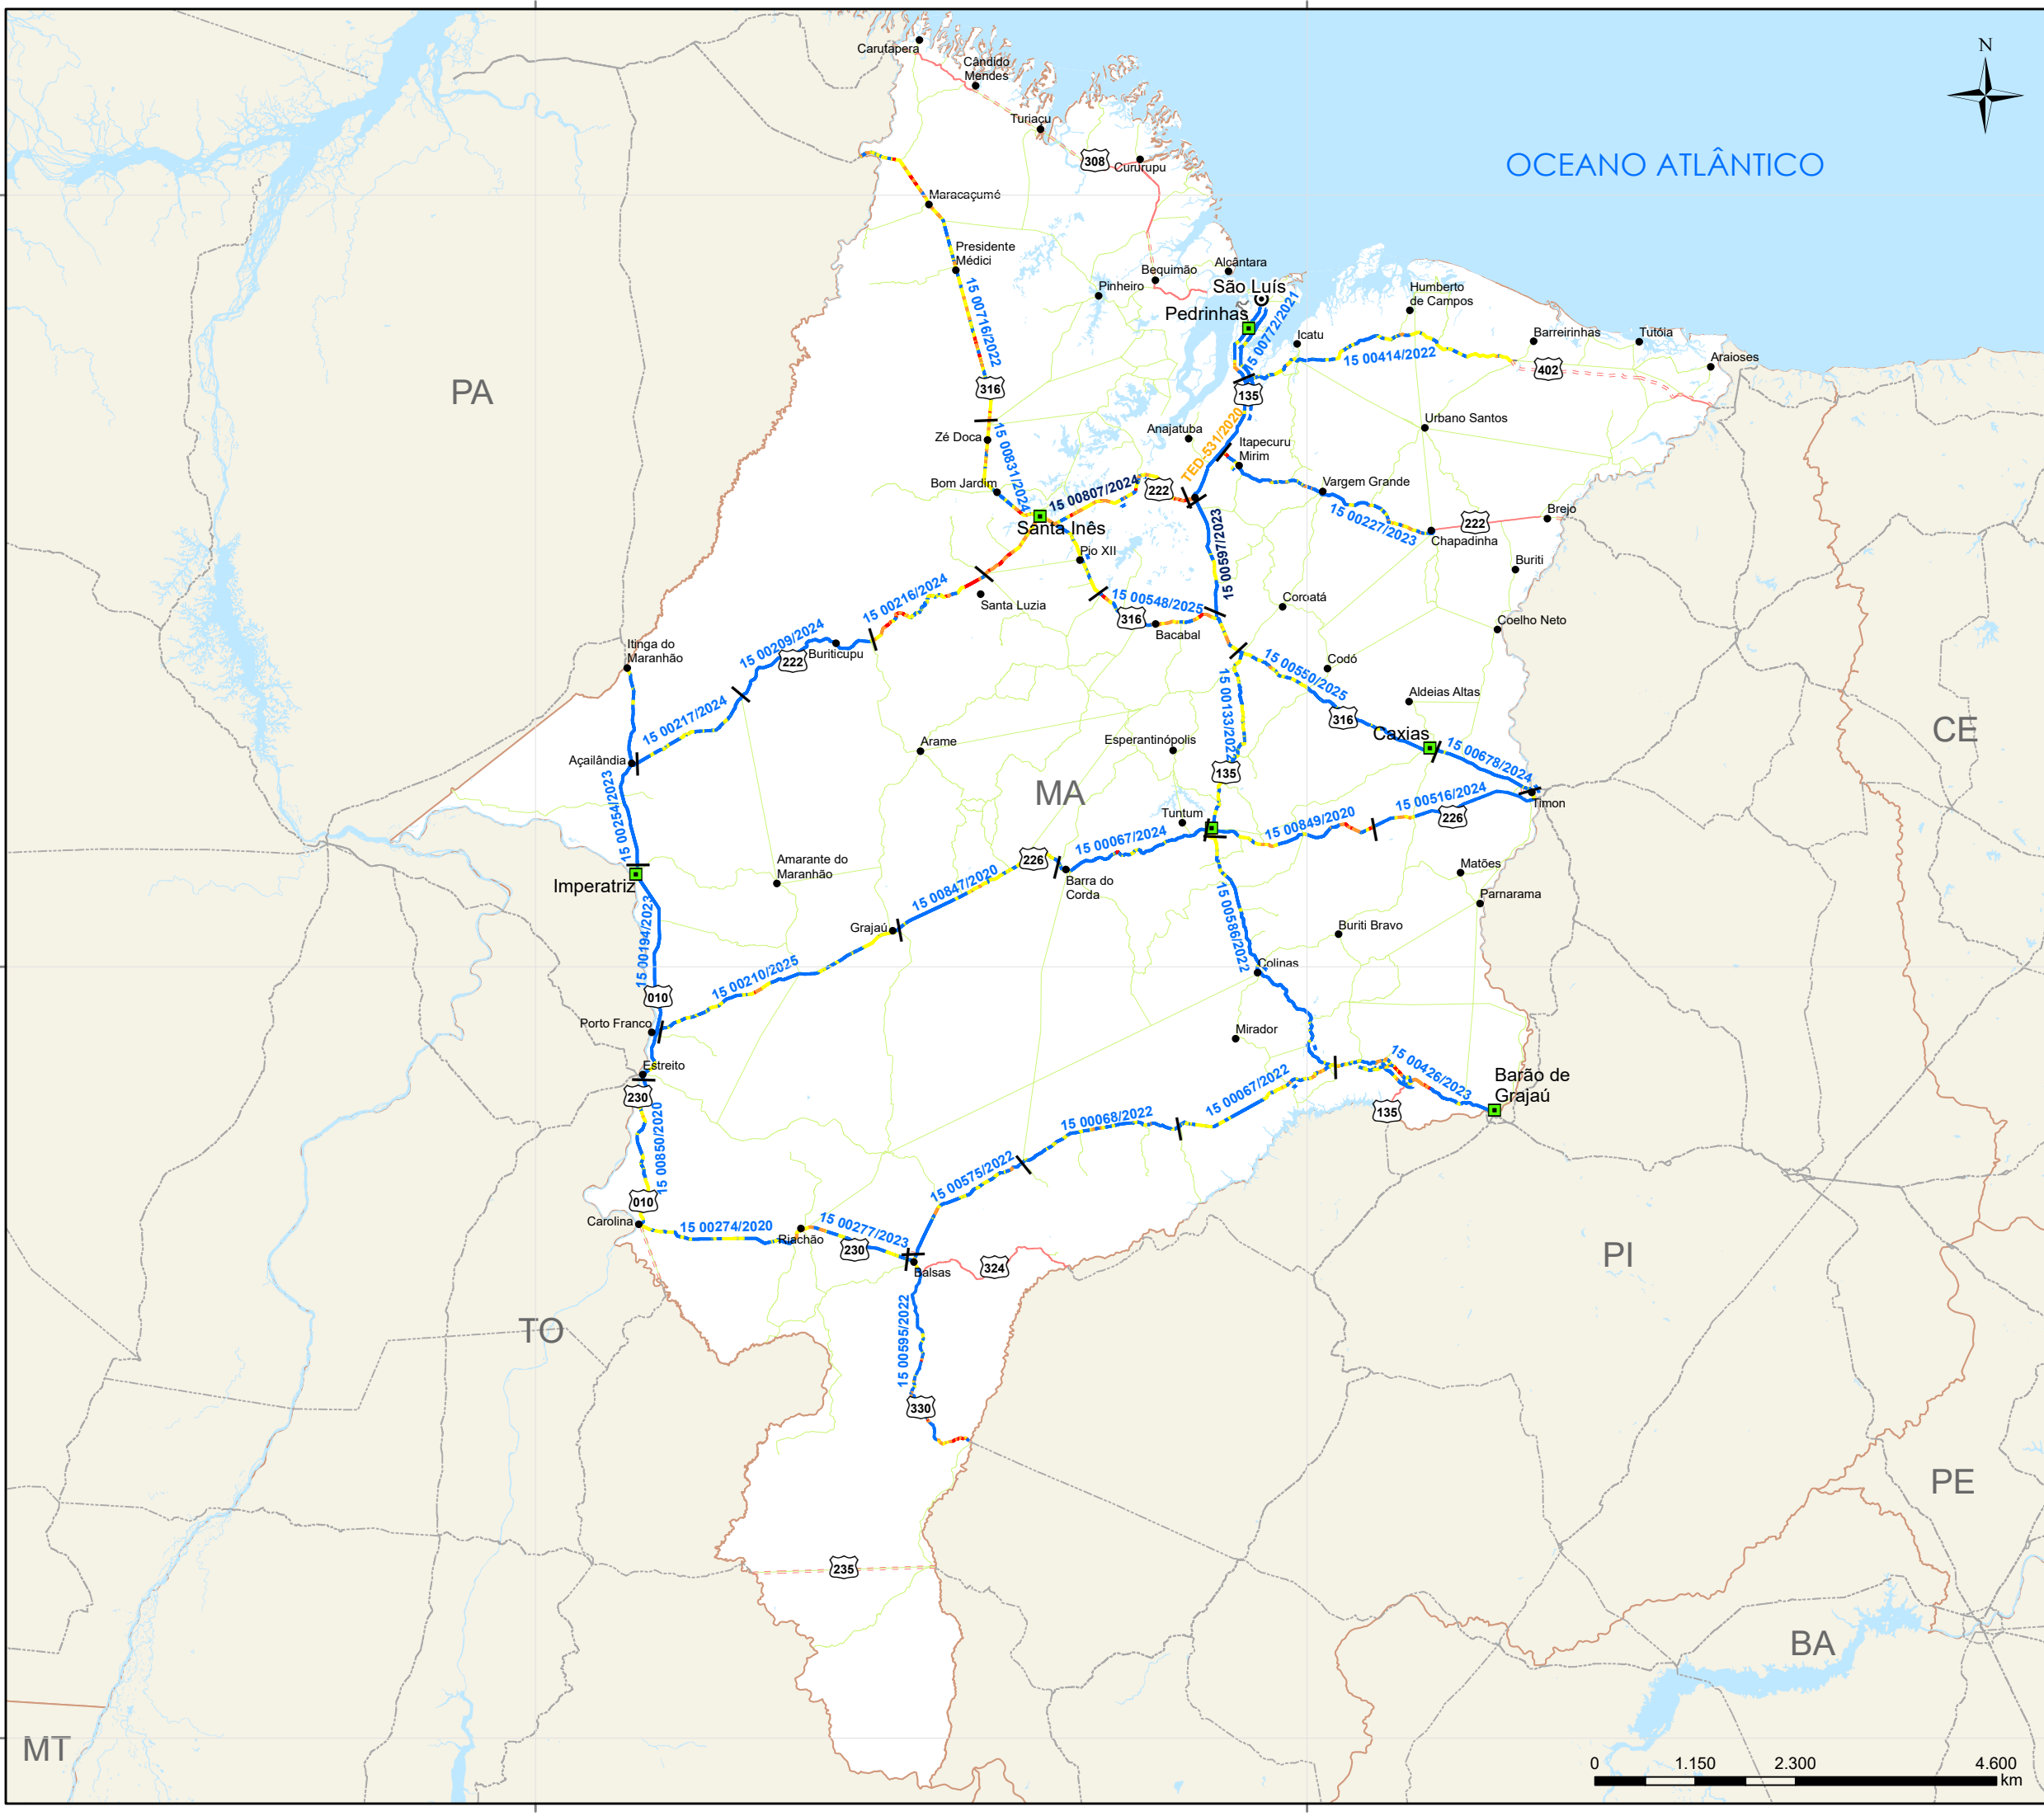 Carutapera
Cândido
Mendes
N
Turiaçu
308
Cururupu
OCEANO ATLÂNTICO
Maracaçumé
Presidente
Médici
Alcântara
Bequimão
São Luís
Pinheiro
Humberto
de Campos
Pedrinhas
15 00772/2021
15 00716/2022
Icatu
Barreirinhas
Tutóia
15 00414/2022
Araioses
402
PA
316
135
Urbano Santos
Anajatuba
TED-531/2020
Zé Doca
15 00831/2024
Itapecuru
Mirim
Bom Jardim
15 00807/2024
222
Vargem Grande
15 00227/2023
Santa Inês
222
Brejo
Chapadinha
Pio XII
15 00597/2023
Buriti
15 00216/2024
Santa Luzia
15 00548/2025
Coroatá
316
Bacabal
Coelho Neto
15 00209/2024
Itinga do
Maranhão
Buriticupu
222
15 00550/2025
Codó
15 00133/2022
Aldeias Altas
15 00217/2024
316
CE
Arame
Esperantinópolis
Caxias
15 00678/2024
Açailândia
135
MA
15 00254/2023
15 00516/2024
Timon
Tuntum
15 00849/2020
226
15 00067/2024
226
Amarante do
Maranhão
Matões
Imperatriz
Barra do
Corda
15 00847/2020
Parnarama
15 00586/2022
Grajaú
Buriti Bravo
15 00194/2023
Colinas
15 00210/2025
010
Porto Franco
Mirador
Estreito
15 00426/2023
Barão de
Grajaú
230
15 00067/2022
15 00068/2022
135
15 00850/2020
15 00575/2022
010
Carolina
15 00274/2020
15 00277/2023
Riachão
230
PI
Balsas
324
TO
15 00595/2022
330
PE
235
BA
MT
0
1.150
2.300
4.600
km